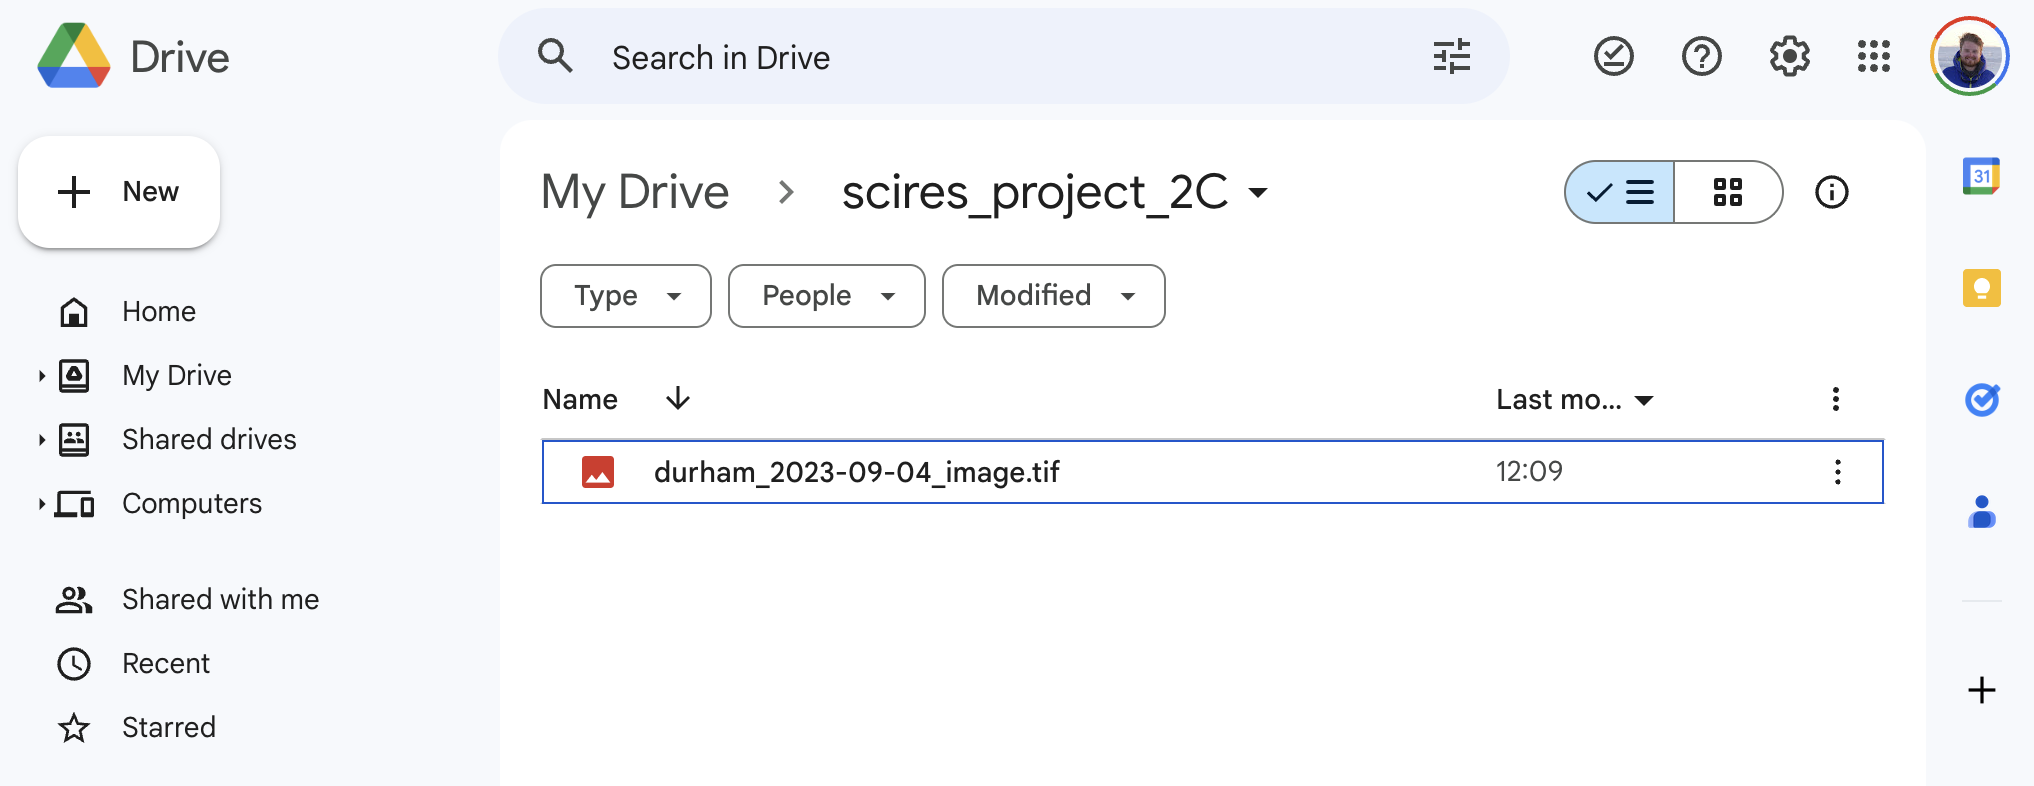 Drive
Search in Drive
New
Home
My Drive
Shared drives
Computers
Shared with me
Recent
Starred
My Drive
scires_project_2C
Type
People
Modified
Name
Last mo...
durham_2023-09-04_image.tif
12:09
31